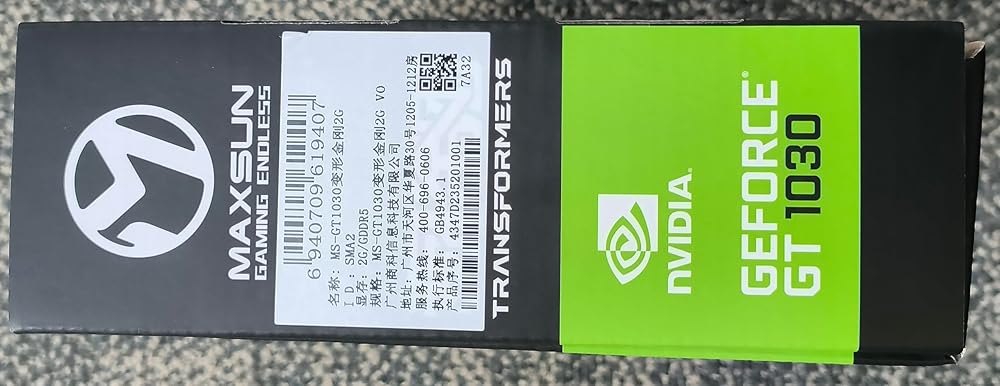 MAXSUN
GAMING ENDLESS
6940709619407
名称: MS-GT1030变形金刚2G
ID: SMA2
显存: 2G/GDDR5
规格: MS-GT1030变形金刚2G V0
广州商科信息科技有限公司
地址: 广州市天河区华夏路30号1205-1212房
服务热线: 400-696-0606
执行标准: GB4943.1
产品序号: 4347D235201001
7A32
TRANSFORMERS
NVIDIA.
GEFORCE®
GT 1030